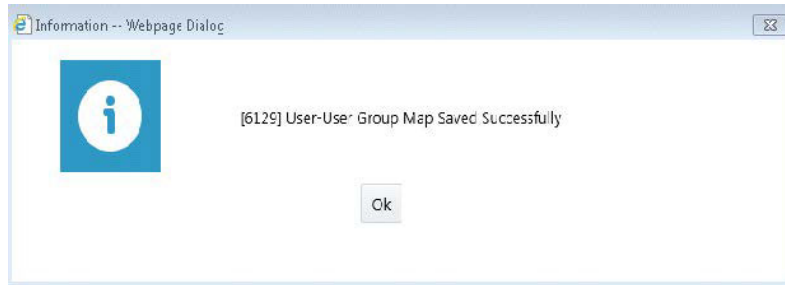 Information -- Webpage Dialog
[6129] User-User Group Map Saved Successfully
Ok